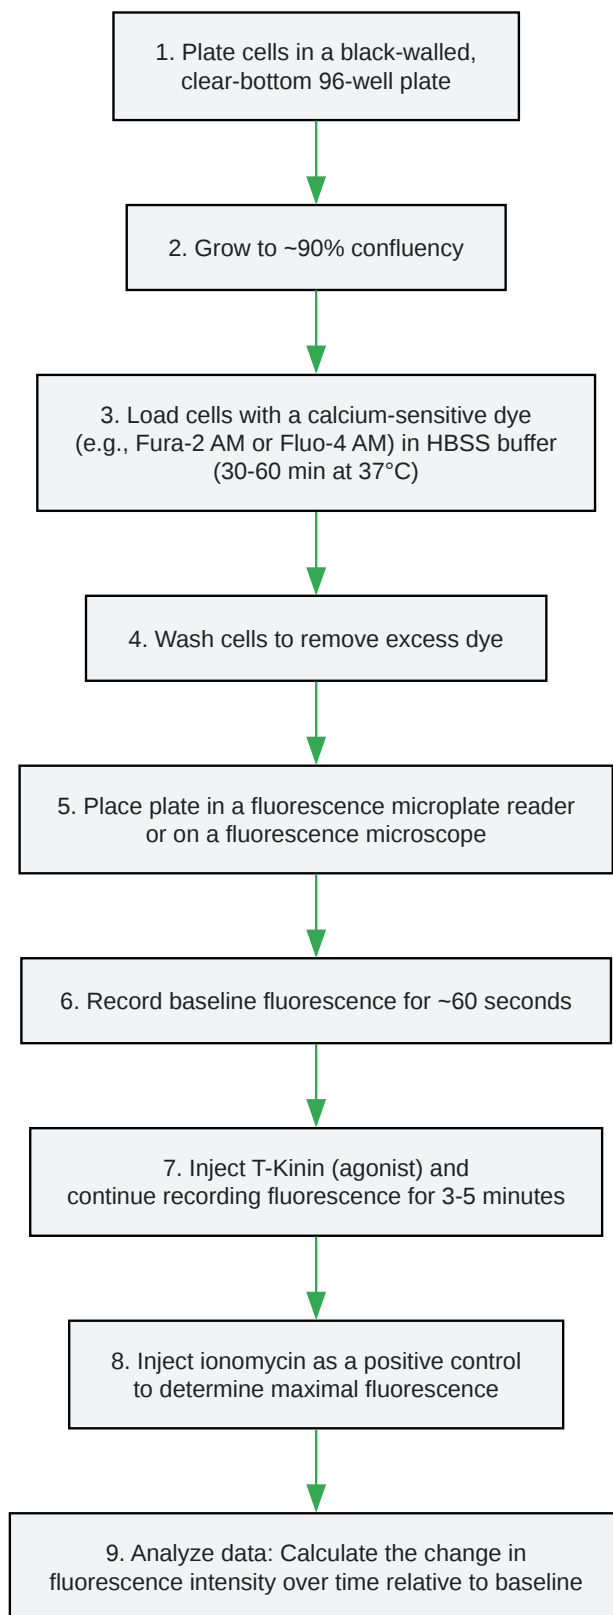 1. Plate cells in a black-walled,
clear-bottom 96-well plate
2. Grow to ~90% confluency
3. Load cells with a calcium-sensitive dye
(e.g., Fura-2 AM or Fluo-4 AM) in HBSS buffer
(30-60 min at 37°C)
4. Wash cells to remove excess dye
5. Place plate in a fluorescence microplate reader
or on a fluorescence microscope
6. Record baseline fluorescence for ~60 seconds
7. Inject T-Kinin (agonist) and
continue recording fluorescence for 3-5 minutes
8. Inject ionomycin as a positive control
to determine maximal fluorescence
9. Analyze data: Calculate the change in
fluorescence intensity over time relative to baseline